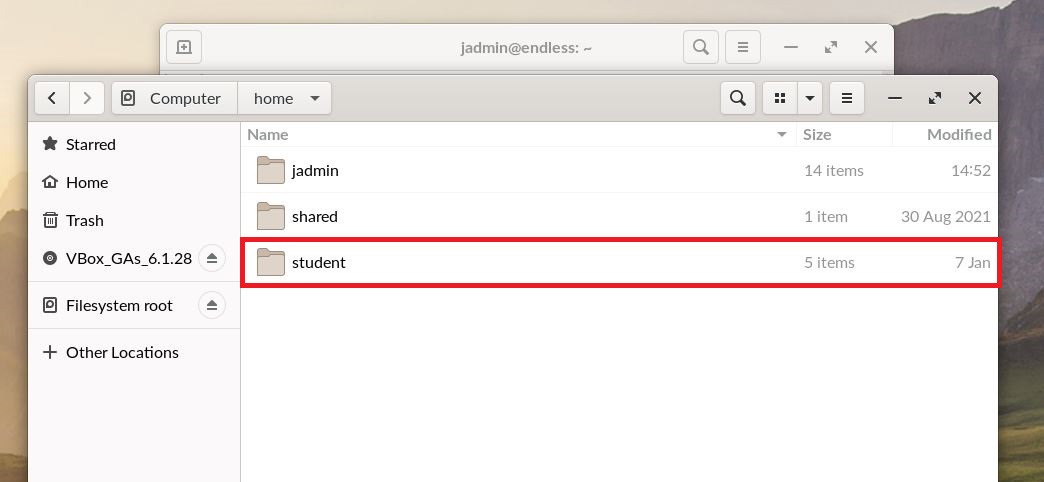 jadmin@endless: ~
Computer home
Name Size Modified
Starred
jadmin 14 items 14:52
Home
shared 1 item 30 Aug 2021
Trash
student 5 items 7 Jan
VBox_GAs_6.1.28
Filesystem root
Other Locations